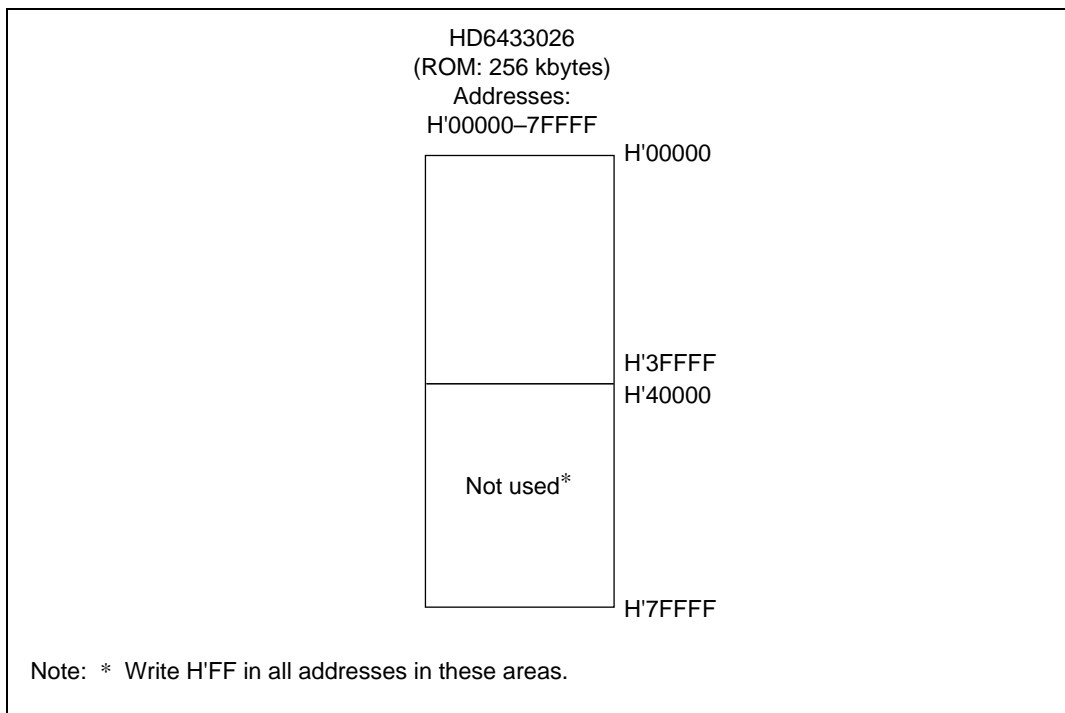 HD6433026
(ROM: 256 kbytes)
Addresses:
H'00000–7FFFF
H'00000
H'3FFFF
H'40000
Not used*
H'7FFFF
Note: * Write H'FF in all addresses in these areas.